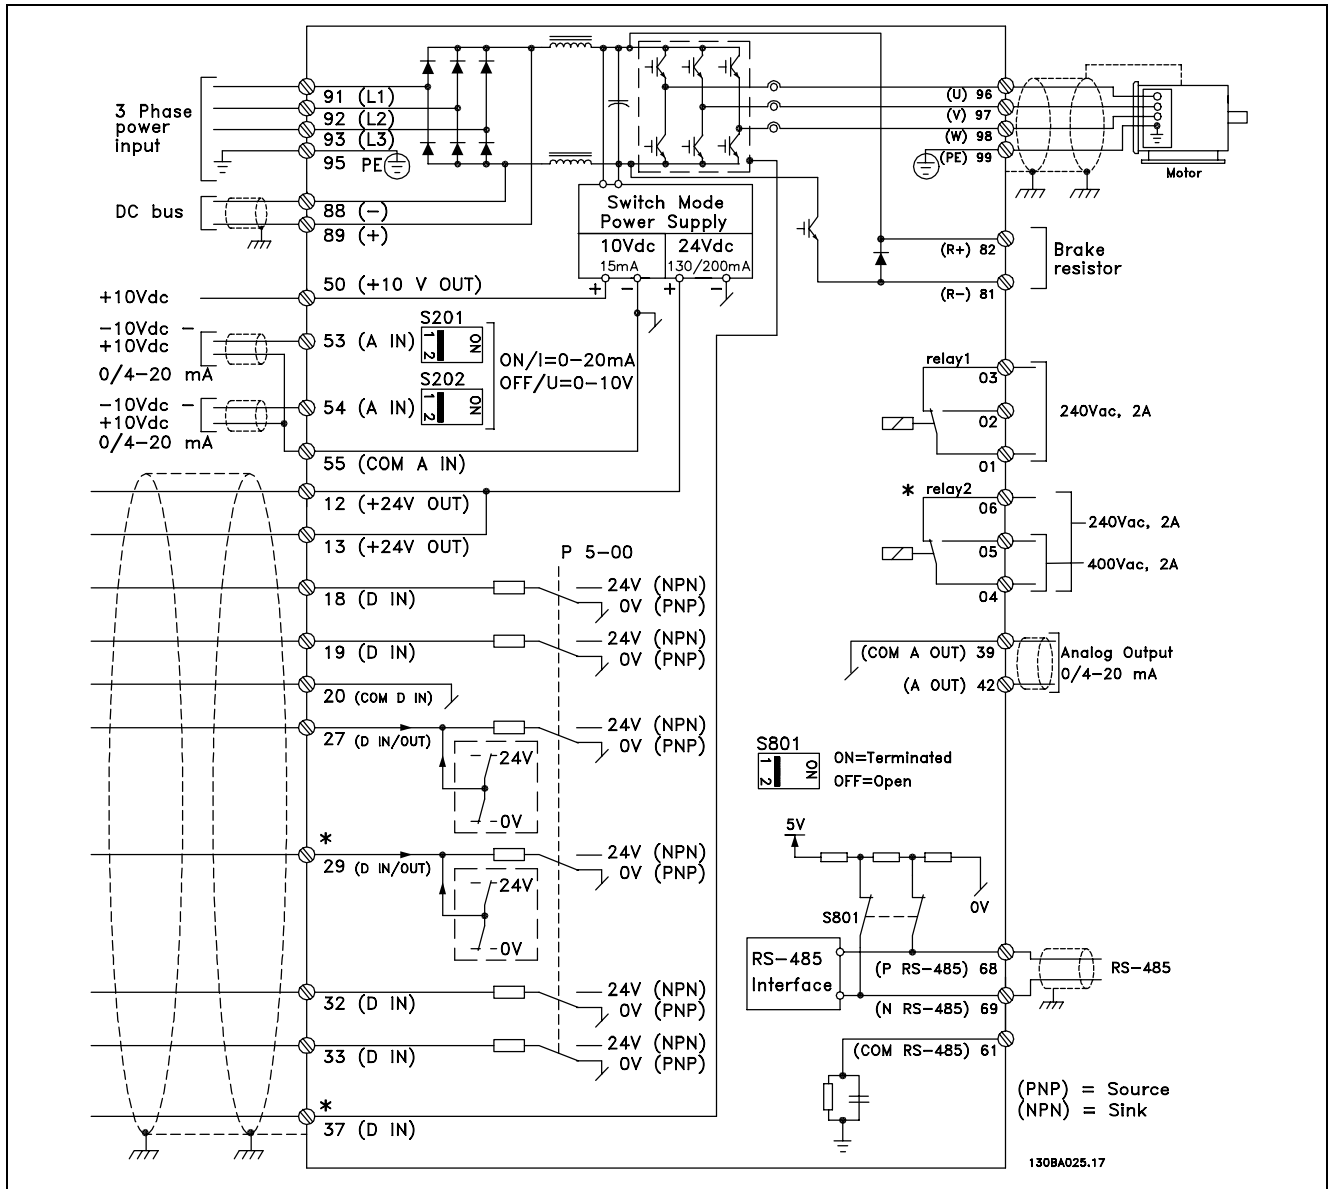 3 Phase
power
input
91 (L1)
92 (L2)
93 (L3)
95 PE
DC bus
88 (-)
89 (+)
Switch Mode
Power Supply
10Vdc
15mA
24Vdc
130/200mA
+ - + -
(U) 96
(V) 97
(W) 98
(PE) 99
Motor
(R+) 82
(R-) 81
Brake
resistor
+10Vdc
50 (+10 V OUT)
-10Vdc -
+10Vdc
0/4-20 mA
53 (A IN)
S201
1 2
ON
-10Vdc -
+10Vdc
0/4-20 mA
54 (A IN)
S202
1 2
ON
ON/I=0-20mA
OFF/U=0-10V
55 (COM A IN)
12 (+24V OUT)
13 (+24V OUT)
P 5-00
18 (D IN)
24V (NPN)
0V (PNP)
19 (D IN)
24V (NPN)
0V (PNP)
20 (COM D IN)
27 (D IN/OUT)
24V (NPN)
0V (PNP)
24V
0V
*
29 (D IN/OUT)
24V (NPN)
0V (PNP)
24V
0V
32 (D IN)
24V (NPN)
0V (PNP)
33 (D IN)
24V (NPN)
0V (PNP)
*
37 (D IN)
relay1
03
02
01
240Vac, 2A
* relay2
06
05
04
240Vac, 2A
400Vac, 2A
(COM A OUT) 39
(A OUT) 42
Analog Output
0/4-20 mA
S801
1 2
ON
ON=Terminated
OFF=Open
5V
0V
S801
RS-485
Interface
(P RS-485) 68
(N RS-485) 69
RS-485
(COM RS-485) 61
(PNP) = Source
(NPN) = Sink
130BA025.17